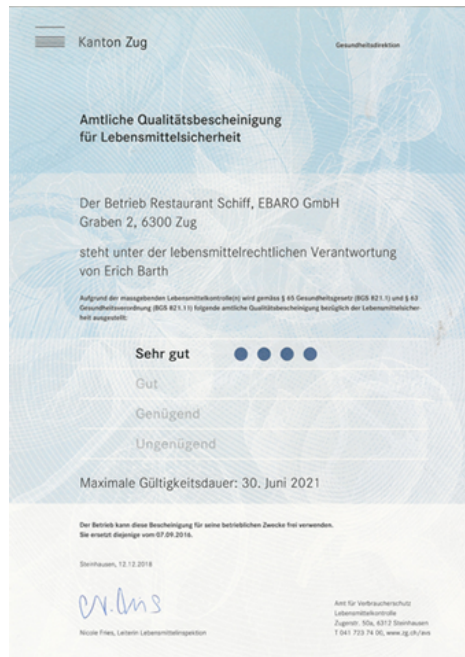 Kanton Zug
Gesundheitsdirektion
Amtliche Qualitätsbescheinigung
für Lebensmittelsicherheit
Der Betrieb Restaurant Schiff, EBARO GmbH
Graben 2, 6300 Zug
steht unter der lebensmittelrechtlichen Verantwortung
von Erich Barth
Aufgrund der massgebenden Lebensmittelkontrolle(n) wird gemäss § 65 Gesundheitsgesetz (BGS 821.1) und § 63
Gesundheitsverordnung (BGS 821.11) folgende amtliche Qualitätsbescheinigung bezüglich der Lebensmittelsicher-
heit ausgestellt:
Sehr gut
Gut
Genügend
Ungenügend
Maximale Gültigkeitsdauer: 30. Juni 2021
Der Betrieb kann diese Bescheinigung für seine betrieblichen Zwecke frei verwenden.
Sie ersetzt diejenige vom 07.09.2016.
Steinhausen, 12.12.2018
Nicole Fries, Leiterin Lebensmittelinspektion
Amt für Verbraucherschutz
Lebensmittelkontrolle
Zugerstr. 50a, 6312 Steinhausen
T 041 723 74 00, www.zg.ch/avs